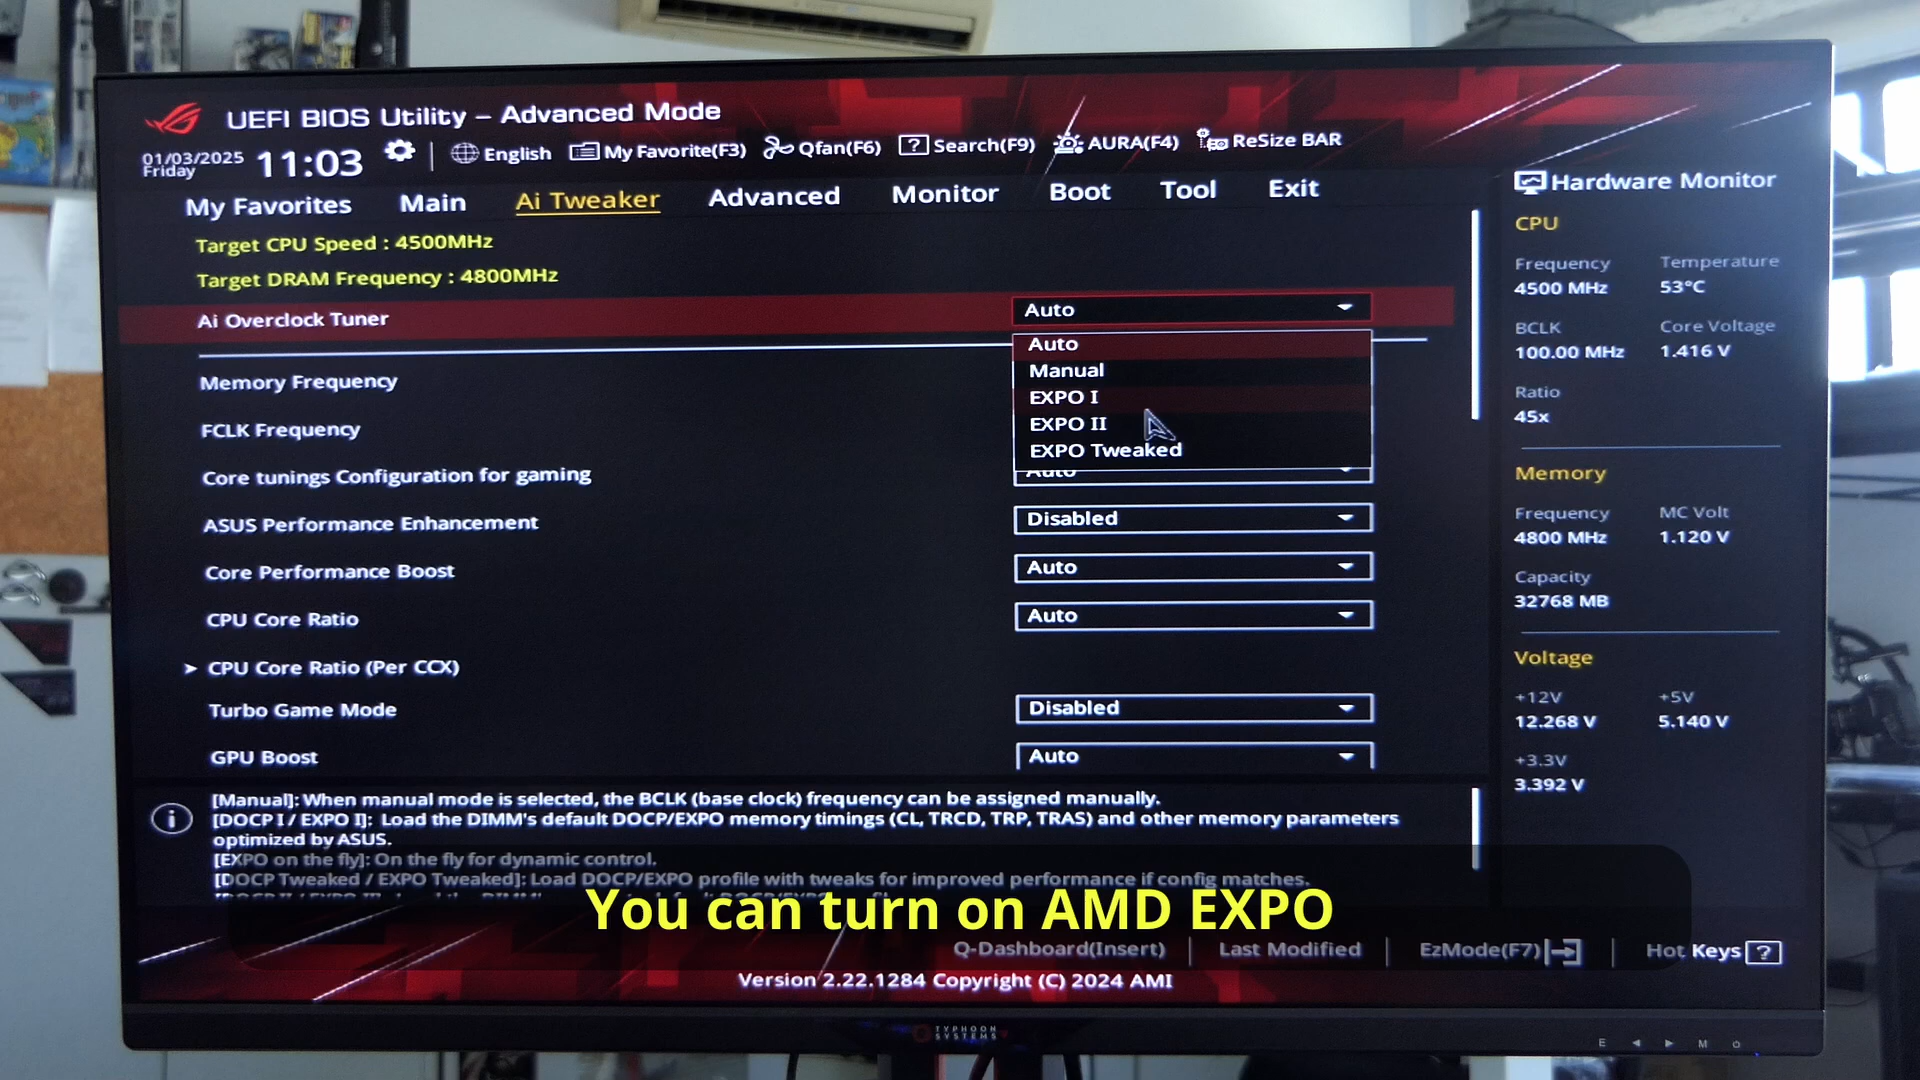 UEFI BIOS Utility – Advanced Mode
01/03/2025
Friday
11:03
English
My Favorite(F3)
Qfan(F6)
Search(F9)
AURA(F4)
ReSize BAR
My Favorites
Main
Ai Tweaker
Advanced
Monitor
Boot
Tool
Exit
Target CPU Speed : 4500MHz
Target DRAM Frequency : 4800MHz
Ai Overclock Tuner
Auto
Auto
Manual
EXPO I
EXPO II
EXPO Tweaked
Memory Frequency
FCLK Frequency
Core tunings Configuration for gaming
Auto
ASUS Performance Enhancement
Disabled
Core Performance Boost
Auto
CPU Core Ratio
Auto
CPU Core Ratio (Per CCX)
Turbo Game Mode
Disabled
GPU Boost
Auto
[Manual]: When manual mode is selected, the BCLK (base clock) frequency can be assigned manually.
[DOCP I / EXPO I]: Load the DIMM's default DOCP/EXPO memory timings (CL, TRCD, TRP, TRAS) and other memory parameters
optimized by ASUS.
[EXPO on the fly]: On the fly for dynamic control.
[DOCP Tweaked / EXPO Tweaked]: Load DOCP/EXPO profile with tweaks for improved performance if config matches.
Hardware Monitor
CPU
Frequency
Temperature
4500 MHz
53°C
BCLK
Core Voltage
100.00 MHz
1.416 V
Ratio
45x
Memory
Frequency
MC Volt
4800 MHz
1.120 V
Capacity
32768 MB
Voltage
+12V
+5V
12.268 V
5.140 V
+3.3V
3.392 V
You can turn on AMD EXPO
Q-Dashboard(Insert)
Last Modified
EzMode(F7)
Hot Keys ?
Version 2.22.1284 Copyright (C) 2024 AMI
TYPHOON
SYSTEMS
E
M